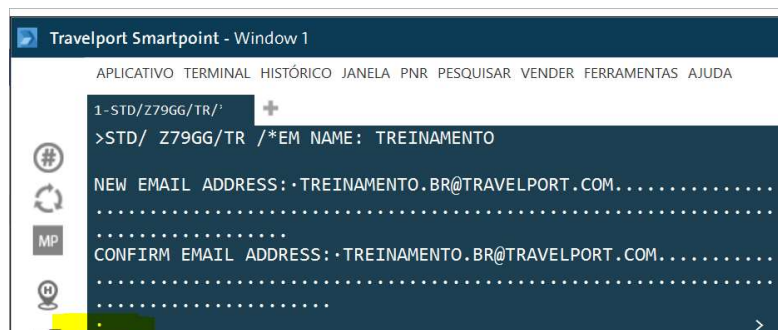 Travelport Smartpoint - Window 1
APLICATIVO TERMINAL HISTÓRICO JANELA PNR PESQUISAR VENDER FERRAMENTAS AJUDA
1-STD/Z79GG/TR/
>STD/ Z79GG/TR /*EM NAME: TREINAMENTO
NEW EMAIL ADDRESS:·TREINAMENTO.BR@TRAVELPORT.COM...............
...............................................................
..................
MP
CONFIRM EMAIL ADDRESS:·TREINAMENTO.BR@TRAVELPORT.COM...........
...............................................................
H
......................
; >